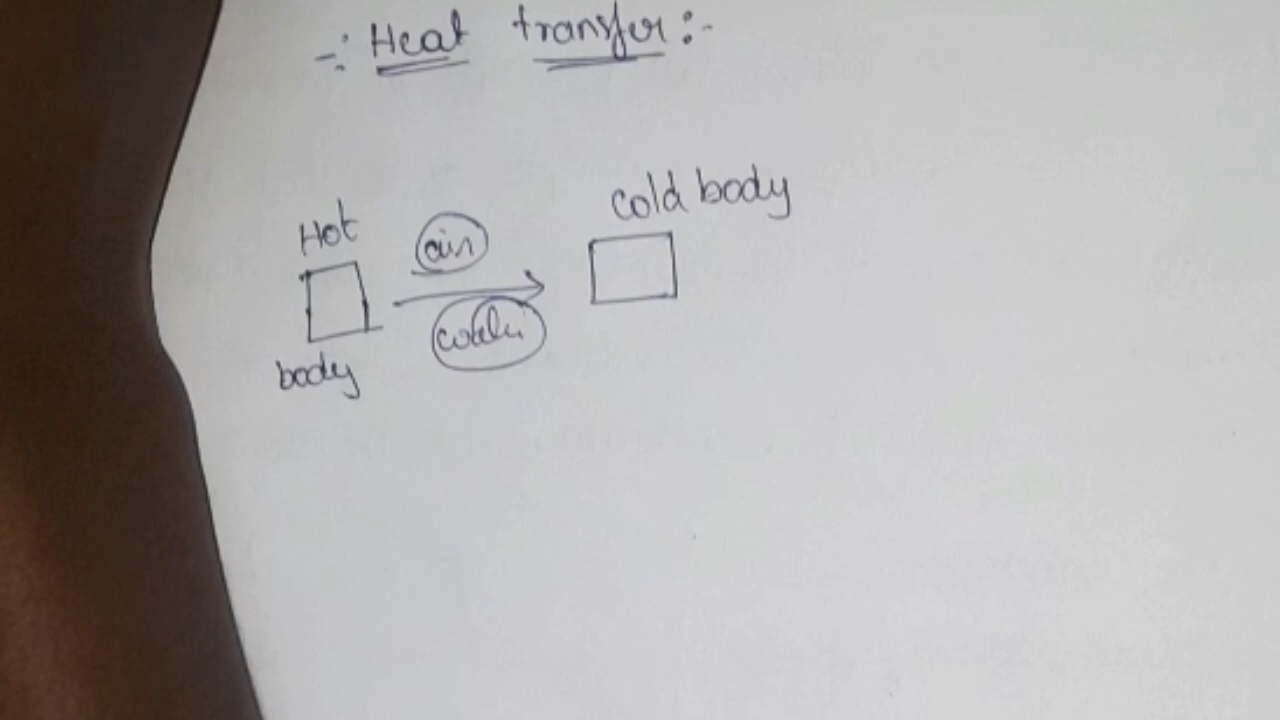 -: Heat transfer :-
cold body
Hot
air
body